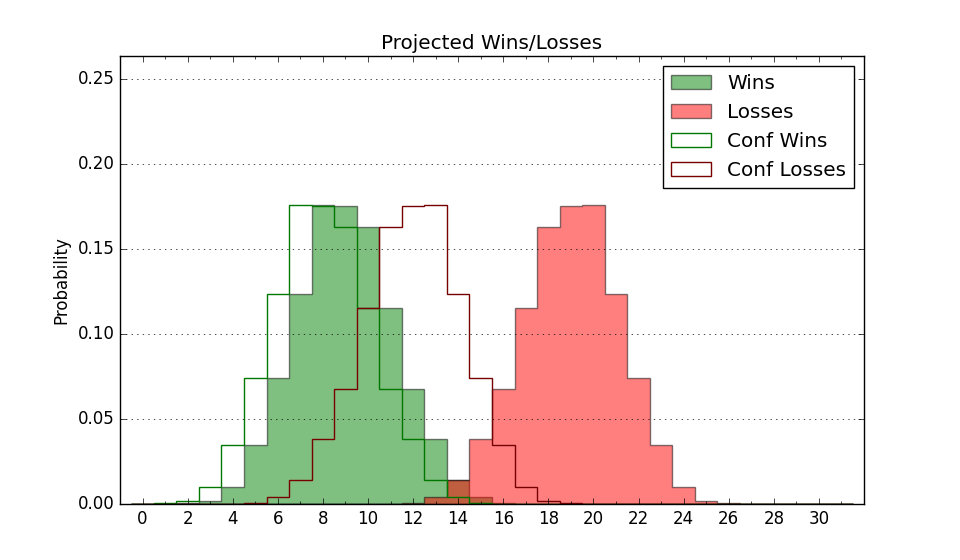 Projected Wins/Losses
0.25
0.20
0.15
0.10
0.05
0.00
Probability
Wins
Losses
Conf Wins
Conf Losses
0 2 4 6 8 10 12 14 16 18 20 22 24 26 28 30